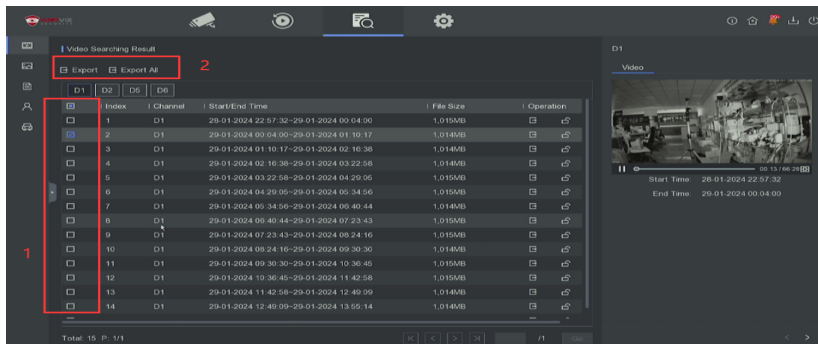 Video Searching Result
Export Export All
2
D1 D2 D5 D6
Index Channel Start/End Time File Size Operation
1 D1 28-01-2024 22:57:32~29-01-2024 00:04:00 1,015MB
2 D1 29-01-2024 00:04:00~29-01-2024 01:10:17 1,014MB
3 D1 29-01-2024 01:10:17~29-01-2024 02:16:38 1,014MB
4 D1 29-01-2024 02:16:38~29-01-2024 03:22:58 1,014MB
5 D1 29-01-2024 03:22:58~29-01-2024 04:29:05 1,015MB
6 D1 29-01-2024 04:29:05~29-01-2024 05:34:56 1,015MB
7 D1 29-01-2024 05:34:56~29-01-2024 06:40:44 1,014MB
8 D1 29-01-2024 06:40:44~29-01-2024 07:23:43 1,015MB
9 D1 29-01-2024 07:23:43~29-01-2024 08:24:16 1,015MB
1
10 D1 29-01-2024 08:24:16~29-01-2024 09:30:30 1,014MB
11 D1 29-01-2024 09:30:30~29-01-2024 10:36:45 1,015MB
12 D1 29-01-2024 10:36:45~29-01-2024 11:42:58 1,015MB
13 D1 29-01-2024 11:42:58~29-01-2024 12:49:09 1,014MB
14 D1 29-01-2024 12:49:09~29-01-2024 13:55:14 1,014MB
Total: 15 P: 1/1
/1 Go
D1
Video
00:13/66:28
Start Time: 28-01-2024 22:57:32
End Time: 29-01-2024 00:04:00